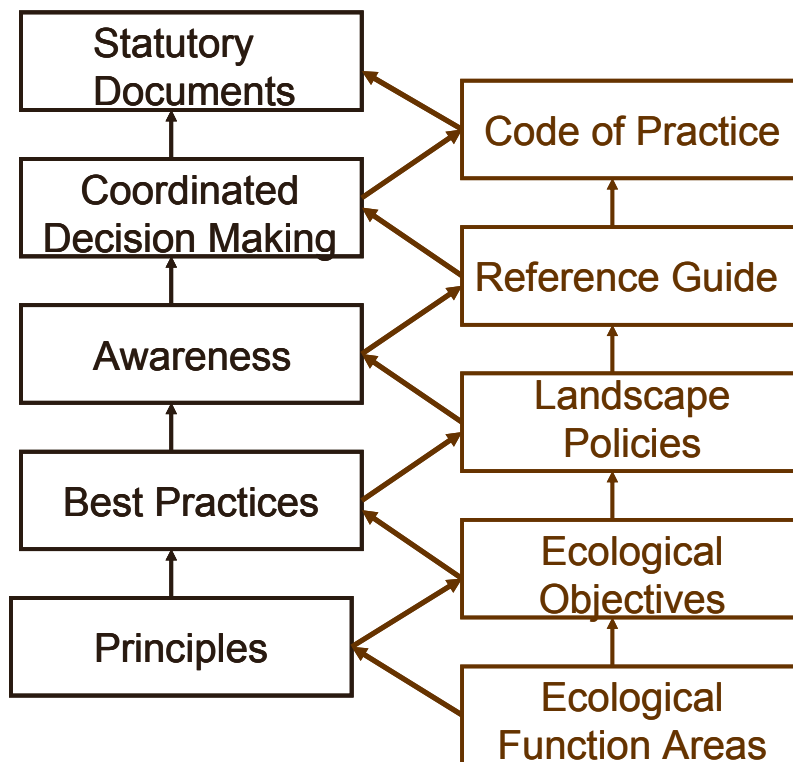 Statutory
Documents
Code of Practice
Coordinated
Decision Making
Reference Guide
Awareness
Landscape
Policies
Best Practices
Ecological
Objectives
Principles
Ecological
Function Areas